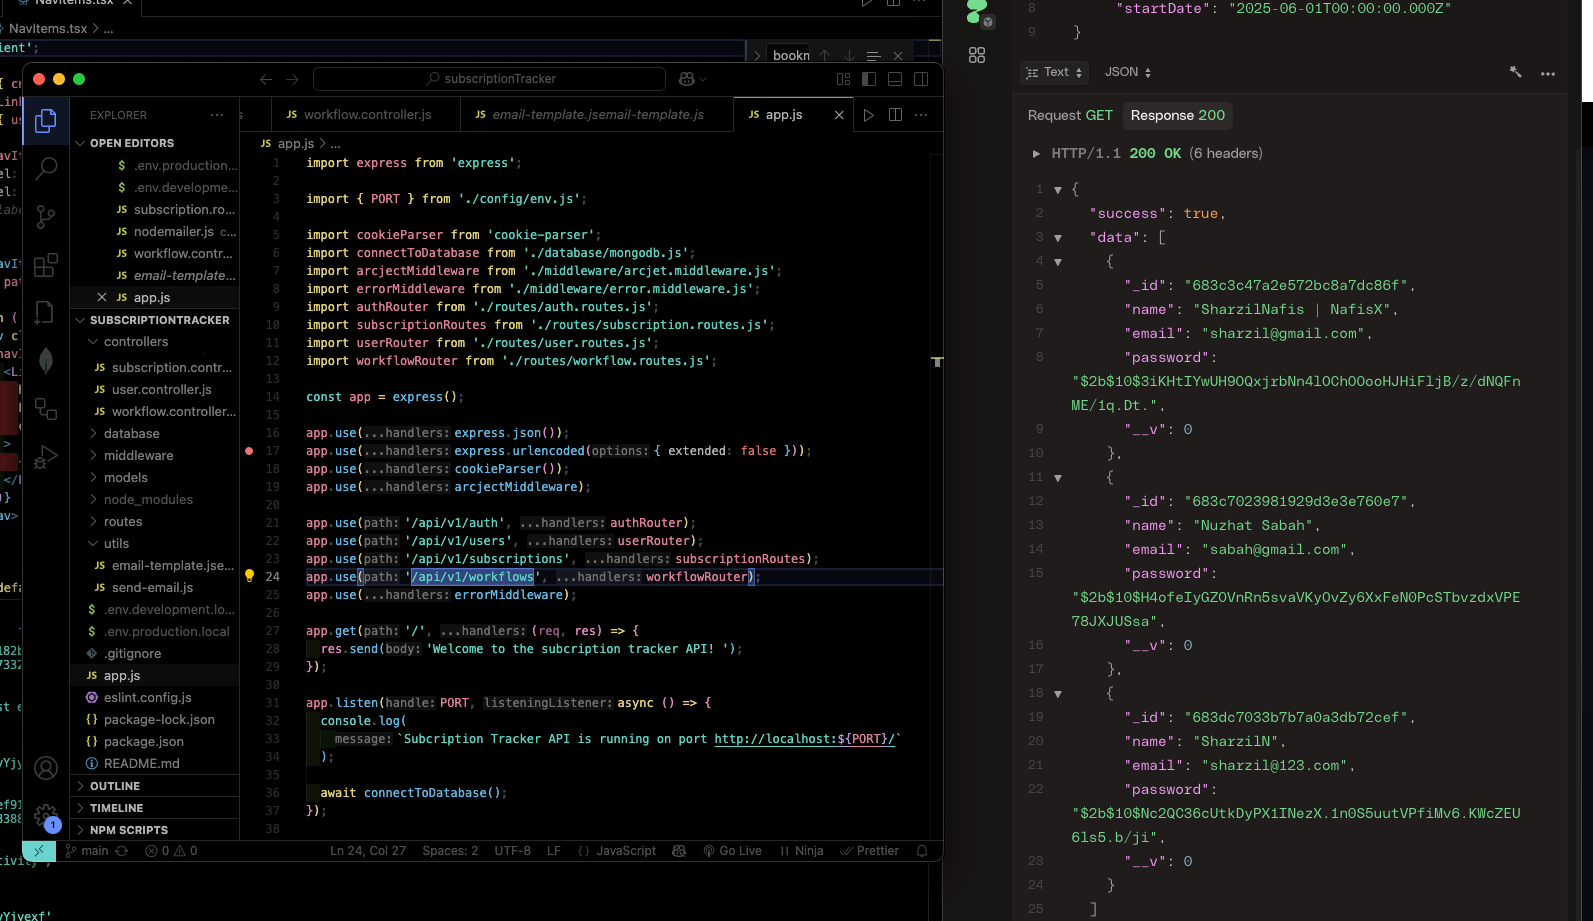 NavItems.tsx
NavItems.tsx > ...
ient';
bookn
subscriptionTracker
EXPLORER
OPEN EDITORS
$ .env.production...
$ .env.developme...
JS subscription.ro...
JS nodemailer.js c...
JS workflow.contr...
JS email-template...
JS app.js
SUBSCRIPTIONTRACKER
controllers
JS subscription.contr...
JS user.controller.js
JS workflow.controller...
database
middleware
models
node_modules
routes
utils
JS email-template.jse...
JS send-email.js
$ .env.development.lo...
$ .env.production.local
.gitignore
JS app.js
eslint.config.js
{} package-lock.json
{} package.json
README.md
OUTLINE
TIMELINE
NPM SCRIPTS
1
JS workflow.controller.js
JS email-template.jsemail-template.js
JS app.js
JS app.js > ...
1 import express from 'express';
2
3 import { PORT } from './config/env.js';
4
5 import cookieParser from 'cookie-parser';
6 import connectToDatabase from './database/mongodb.js';
7 import arcjectMiddleware from './middleware/arcjet.middleware.js';
8 import errorMiddleware from './middleware/error.middleware.js';
9 import authRouter from './routes/auth.routes.js';
10 import subscriptionRoutes from './routes/subscription.routes.js';
11 import userRouter from './routes/user.routes.js';
12 import workflowRouter from './routes/workflow.routes.js';
13
14 const app = express();
15
16 app.use(...handlers: express.json());
17 app.use(...handlers: express.urlencoded(options: { extended: false }));
18 app.use(...handlers: cookieParser());
19 app.use(...handlers: arcjectMiddleware);
20
21 app.use(path: '/api/v1/auth', ...handlers: authRouter);
22 app.use(path: '/api/v1/users', ...handlers: userRouter);
23 app.use(path: '/api/v1/subscriptions', ...handlers: subscriptionRoutes);
24 app.use(path: '/api/v1/workflows', ...handlers: workflowRouter);
25 app.use(...handlers: errorMiddleware);
26
27 app.get(path: '/', ...handlers: (req, res) => {
28 res.send(body: 'Welcome to the subcription tracker API! ');
29 });
30
31 app.listen(handle: PORT, listeningListener: async () => {
32 console.log(
33 message: `Subcription Tracker API is running on port http://localhost:${PORT}/`
34 );
35
36 await connectToDatabase();
37 });
38
main
0 0
Ln 24, Col 27
Spaces: 2
UTF-8
LF
{ } JavaScript
Go Live
Ninja
Prettier
8 "startDate": "2025-06-01T00:00:00.000Z"
9 }
Text
JSON
Request GET
Response 200
HTTP/1.1 200 OK (6 headers)
1 {
2 "success": true,
3 "data": [
4 {
5 "_id": "683c3c47a2e572bc8a7dc86f",
6 "name": "SharzilNafis | NafisX",
7 "email": "sharzil@gmail.com",
8 "password":
"$2b$10$3iKHtIYwUH9OQxjrbNn4lOChOOooHJHiFljB/z/dNQFn
ME/1q.Dt.",
9 "__v": 0
10 },
11 {
12 "_id": "683c7023981929d3e3e760e7",
13 "name": "Nuzhat Sabah",
14 "email": "sabah@gmail.com",
15 "password":
"$2b$10$H4ofeIyGZOVnRn5svaVKyOvZy6XxFeN0PcSTbvzdxVPE
78JXJUSsa",
16 "__v": 0
17 },
18 {
19 "_id": "683dc7033b7b7a0a3db72cef",
20 "name": "SharzilN",
21 "email": "sharzil@123.com",
22 "password":
"$2b$10$Nc2QC36cUtkDyPX1INezX.1n0S5uutVPfiMv6.KWcZEU
6ls5.b/ji",
23 "__v": 0
24 }
25 ]